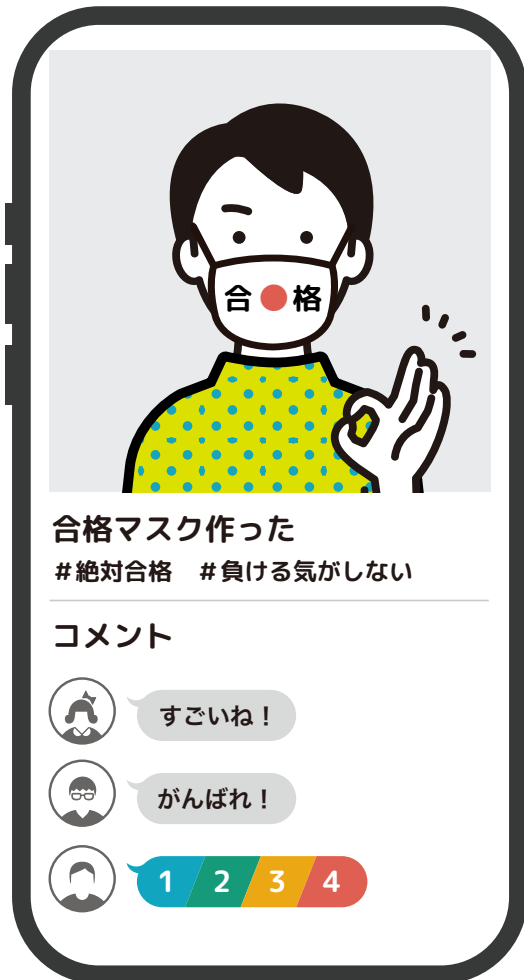 合●格
合格マスク作った
#絶対合格 #負ける気がしない
コメント
すごいね!
がんばれ!
1 2 3 4